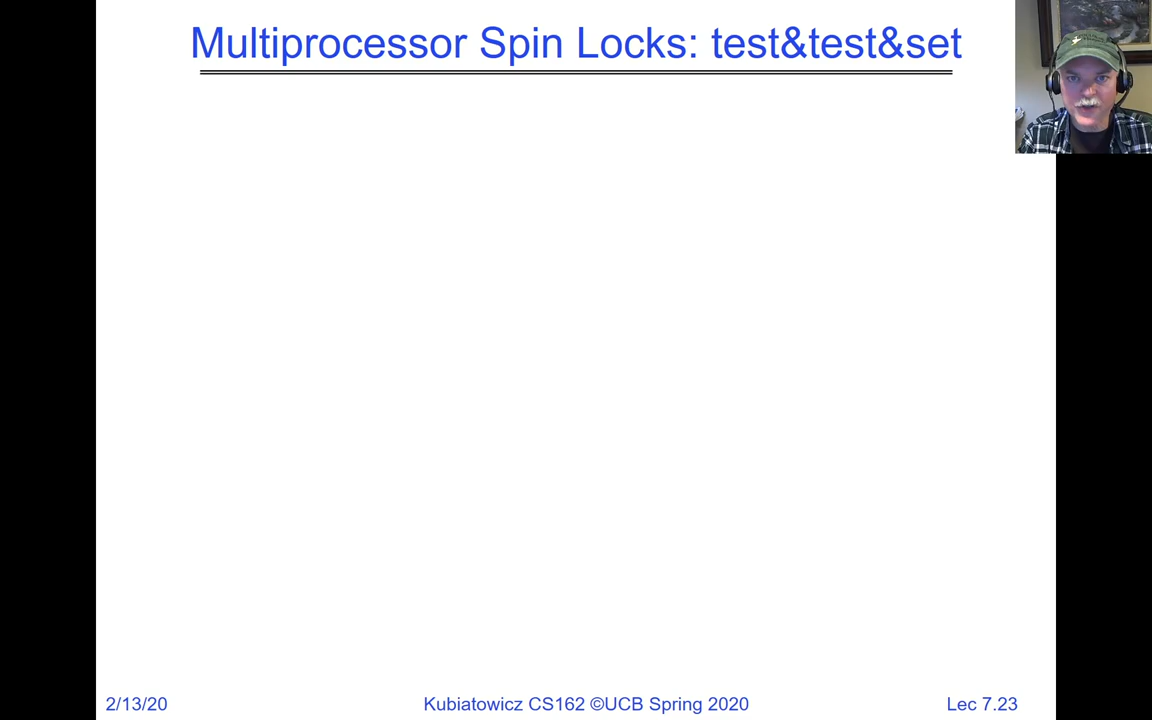 Multiprocessor Spin Locks: test&test&set
2/13/20
Kubiatowicz CS162 ©UCB Spring 2020
Lec 7.23